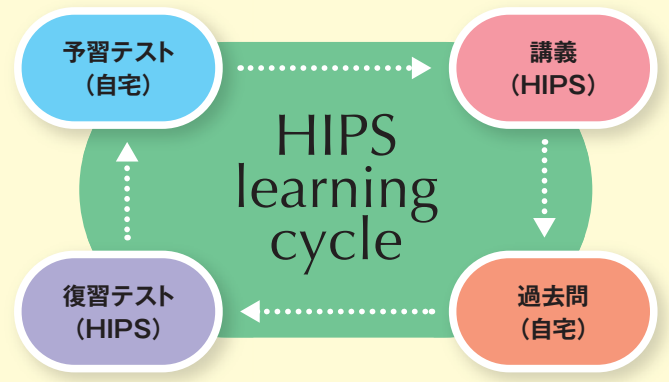 予習テスト
(自宅)
講義
(HIPS)
HIPS
learning
cycle
復習テスト
(HIPS)
過去問
(自宅)